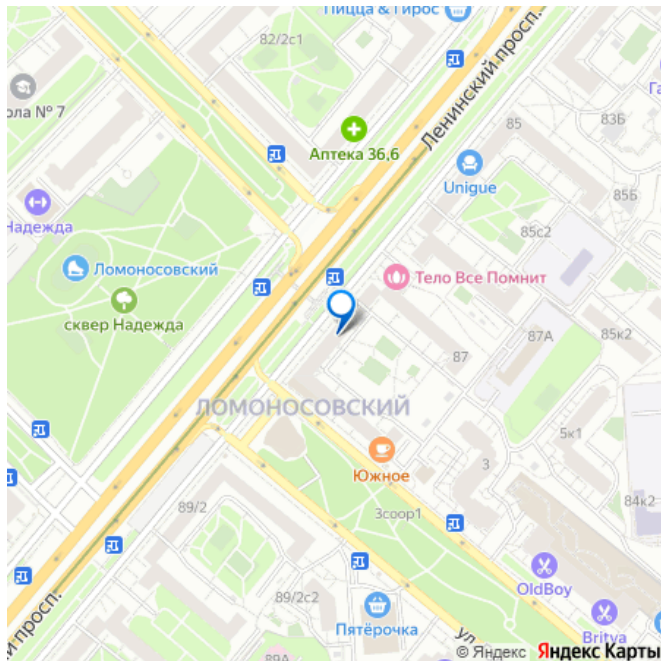 Пицца & Гирос
82/2с1
Ленинский просп.
Га
ола № 7
85
83Б
Аптека 36,6
Unigue
85Б
Надежда
85с2
Ломоносовский
Тело Все Помнит
сквер Надежда
87А
85к2
87
ЛОМОНОСОВСКИЙ
5к1
Южное
3
84к2
89/2
3соор1
OldBoy
89/2с2
Britva
й просп.
Пятёрочка
ул
89А
© Яндекс Яндекс Карты